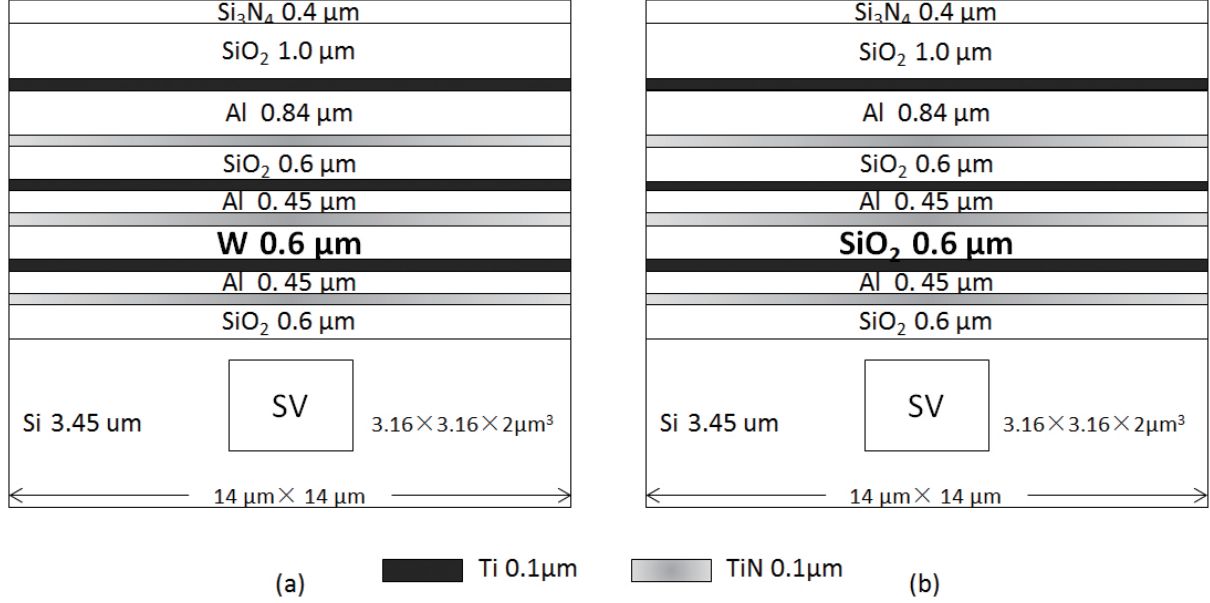 Si₃N₄ 0.4 μm
SiO₂ 1.0 μm
Al 0.84 μm
SiO₂ 0.6 μm
Al 0. 45 μm
W 0.6 μm
Al 0. 45 μm
SiO₂ 0.6 μm
SV
Si 3.45 um
3.16×3.16×2μm³
14 μm× 14 μm
Si₃N₄ 0.4 μm
SiO₂ 1.0 μm
Al 0.84 μm
SiO₂ 0.6 μm
Al 0. 45 μm
SiO₂ 0.6 μm
Al 0. 45 μm
SiO₂ 0.6 μm
SV
Si 3.45 um
3.16×3.16×2μm³
14 μm× 14 μm
(a)
Ti 0.1μm
TiN 0.1μm
(b)